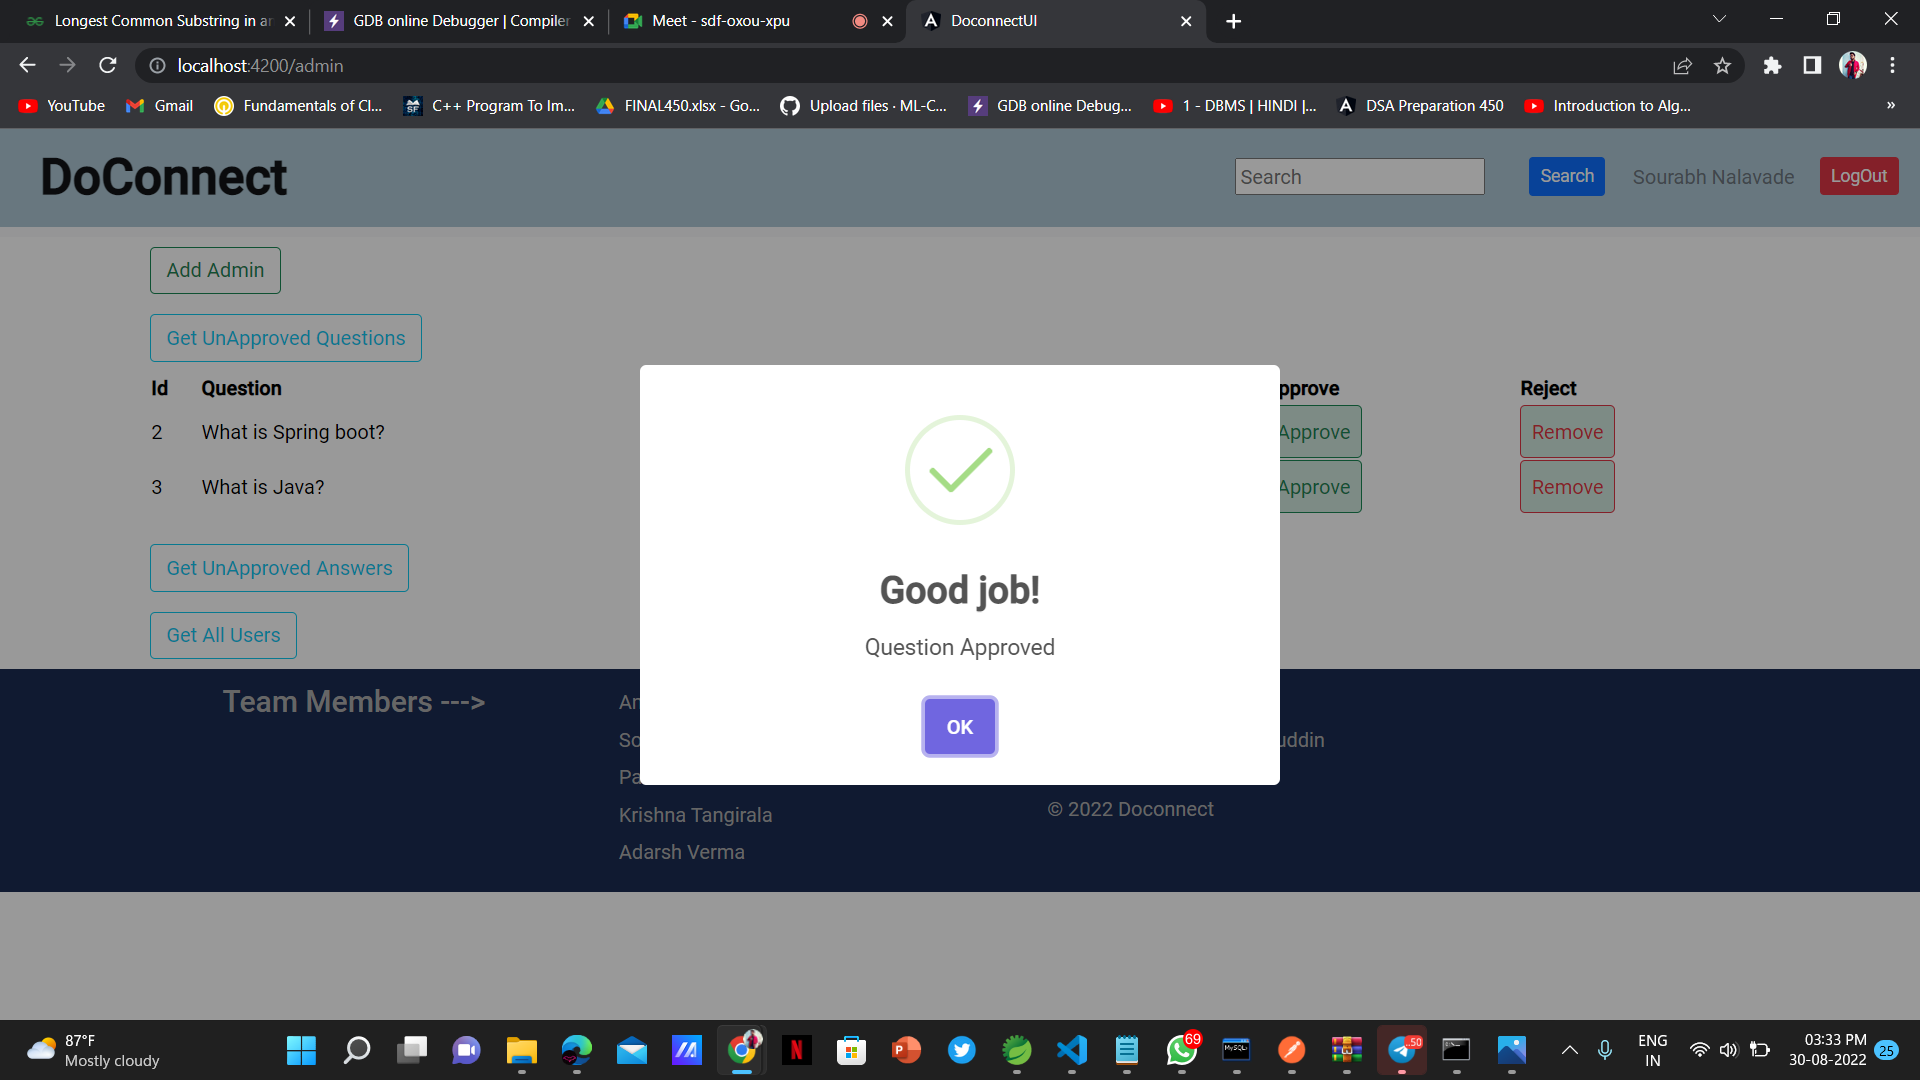 Longest Common Substring in an
GDB online Debugger | Compiler
Meet - sdf-oxou-xpu
DoconnectUI
localhost:4200/admin
YouTube
Gmail
Fundamentals of Cl...
C++ Program To Im...
FINAL450.xlsx - Go...
Upload files · ML-C...
GDB online Debug...
1 - DBMS | HINDI |...
DSA Preparation 450
Introduction to Alg...
»
DoConnect
Search
Search
Sourabh Nalavade
LogOut
Add Admin
Get UnApproved Questions
Id Question pprove Reject
2 What is Spring boot? Approve Remove
3 What is Java? Approve Remove
Get UnApproved Answers
Get All Users
Good job!
Question Approved
OK
Team Members --->
An
So
uddin
Pa
Krishna Tangirala
© 2022 Doconnect
Adarsh Verma
87°F
Mostly cloudy
69
MySQL
.50
ENG
IN
03:33 PM
30-08-2022
25